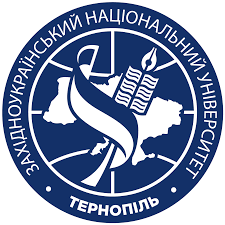 ЗАХІДНОУКРАЇНСЬКИЙ НАЦІОНАЛЬНИЙ УНІВЕРСИТЕТ
• ТЕРНОПІЛЬ •